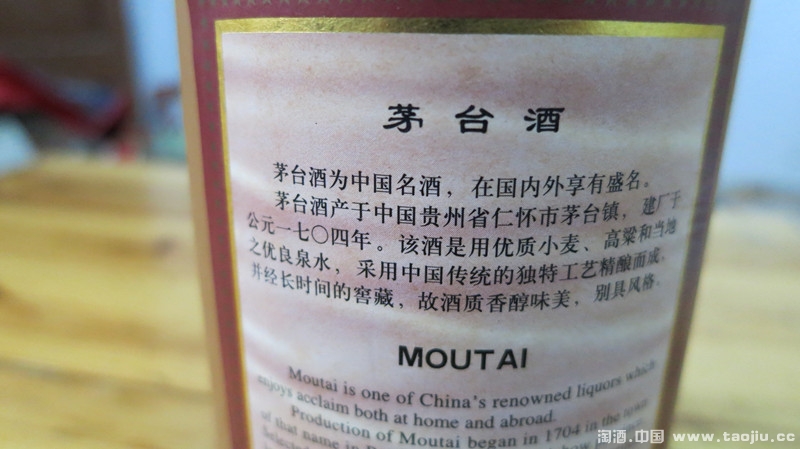 茅台酒
茅台酒为中国名酒，在国内外享有盛名。
茅台酒产于中国贵州省仁怀市茅台镇，建厂于
公元一七〇四年。该酒是用优质小麦、高粱和当地
之优良泉水，采用中国传统的独特工艺精酿而成、
并经长时间的窖藏，故酒质香醇味美，别具风格。
MOUTAI
Moutai is one of China's renowned liquors which
enjoys acclaim both at home and abroad.
Production of Moutai began in 1704 in the town
of that name in
淘酒.中国 www.taojiu.cc